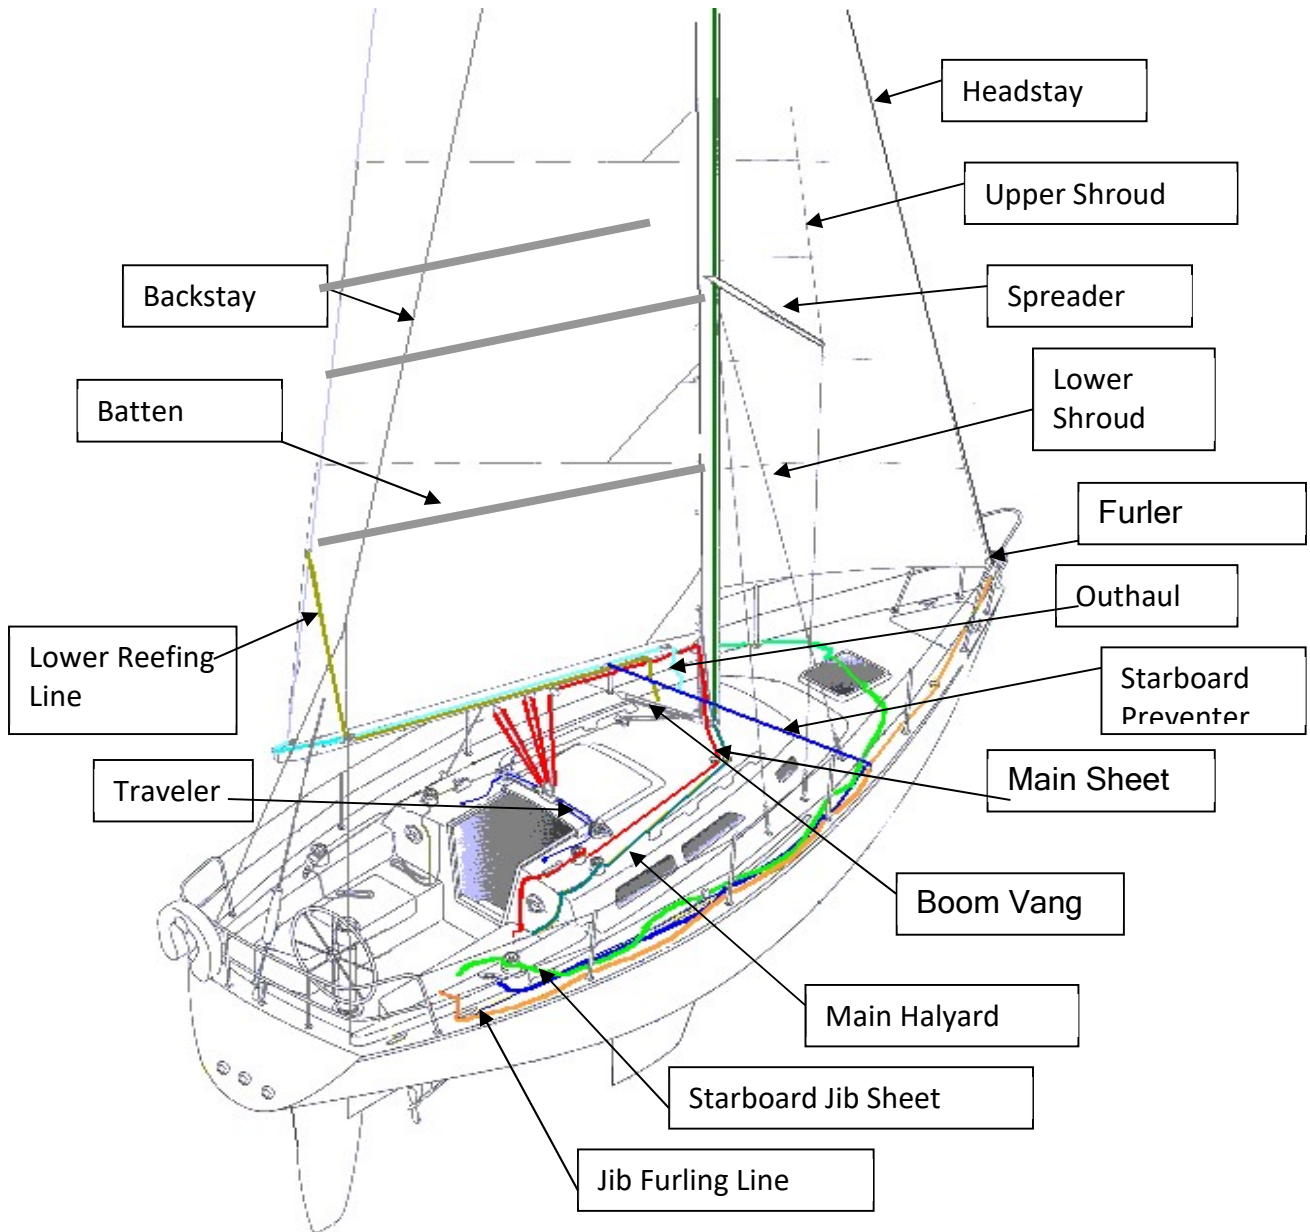 Headstay
Upper Shroud
Backstay
Spreader
Lower
Shroud
Batten
Furler
Outhaul
Lower Reefing
Line
Starboard
Preventer
Traveler
Main Sheet
Boom Vang
Main Halyard
Starboard Jib Sheet
Jib Furling Line